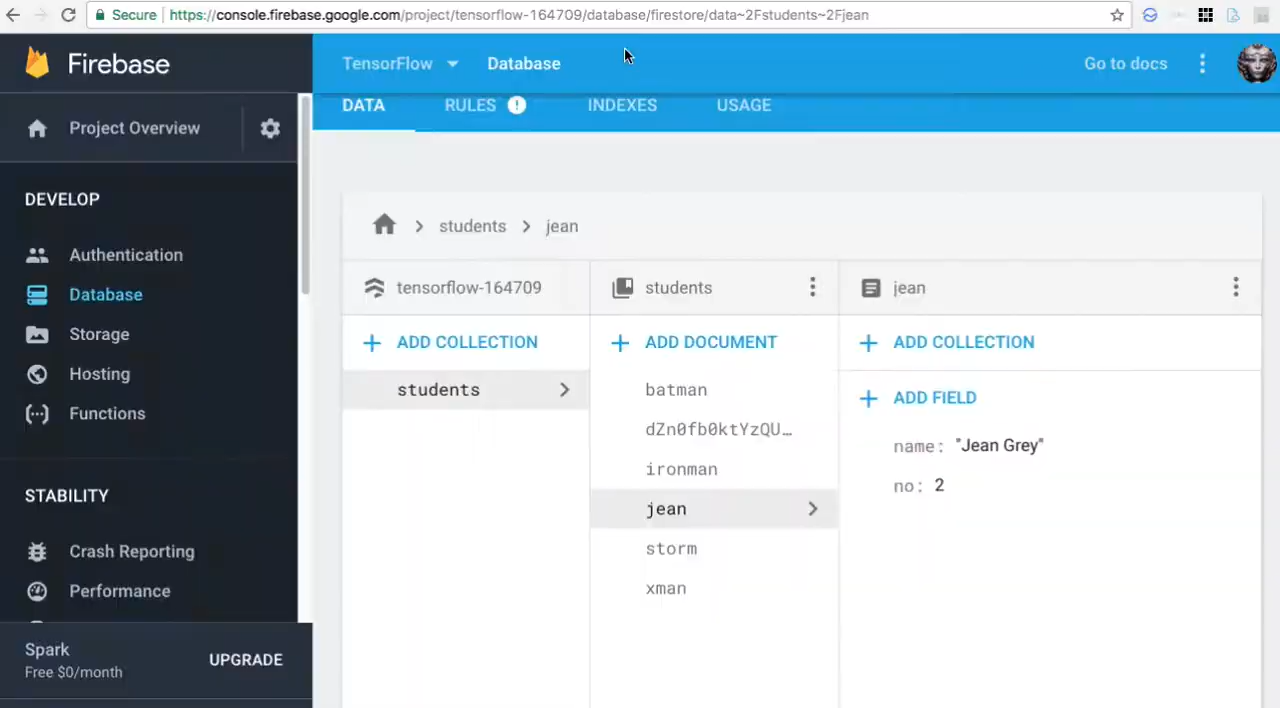 Secure https://console.firebase.google.com/project/tensorflow-164709/database/firestore/data~2Fstudents~2Fjean
Firebase
TensorFlow Database Go to docs
DATA RULES ! INDEXES USAGE
Project Overview
DEVELOP
Authentication
Database
Storage
Hosting
Functions
STABILITY
Crash Reporting
Performance
Spark
Free $0/month
UPGRADE
students jean
tensorflow-164709
ADD COLLECTION
students
students
ADD DOCUMENT
batman
dZn0fb0ktYzQU…
ironman
jean
storm
xman
jean
ADD COLLECTION
ADD FIELD
name: "Jean Grey"
no: 2